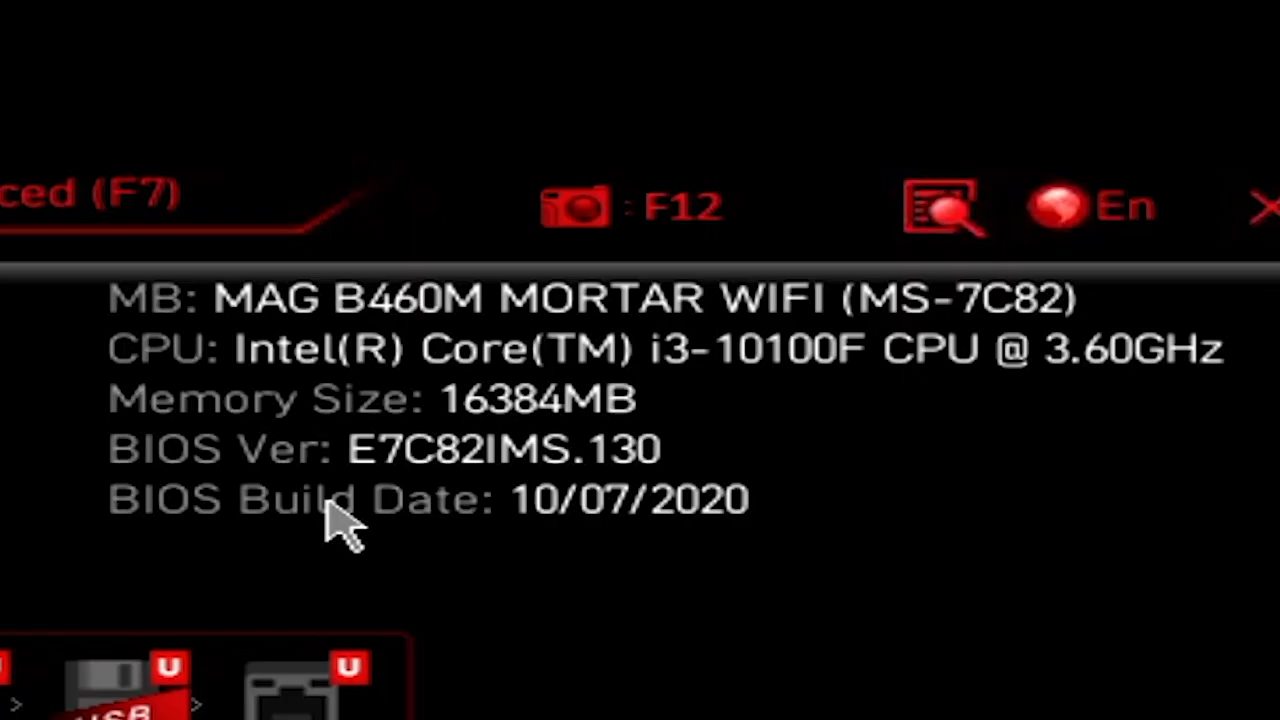 ced (F7)
: F12
En
MB: MAG B460M MORTAR WIFI (MS-7C82)
CPU: Intel(R) Core(TM) i3-10100F CPU @ 3.60GHz
Memory Size: 16384MB
BIOS Ver: E7C82IMS.130
BIOS Build Date: 10/07/2020
U U
USB